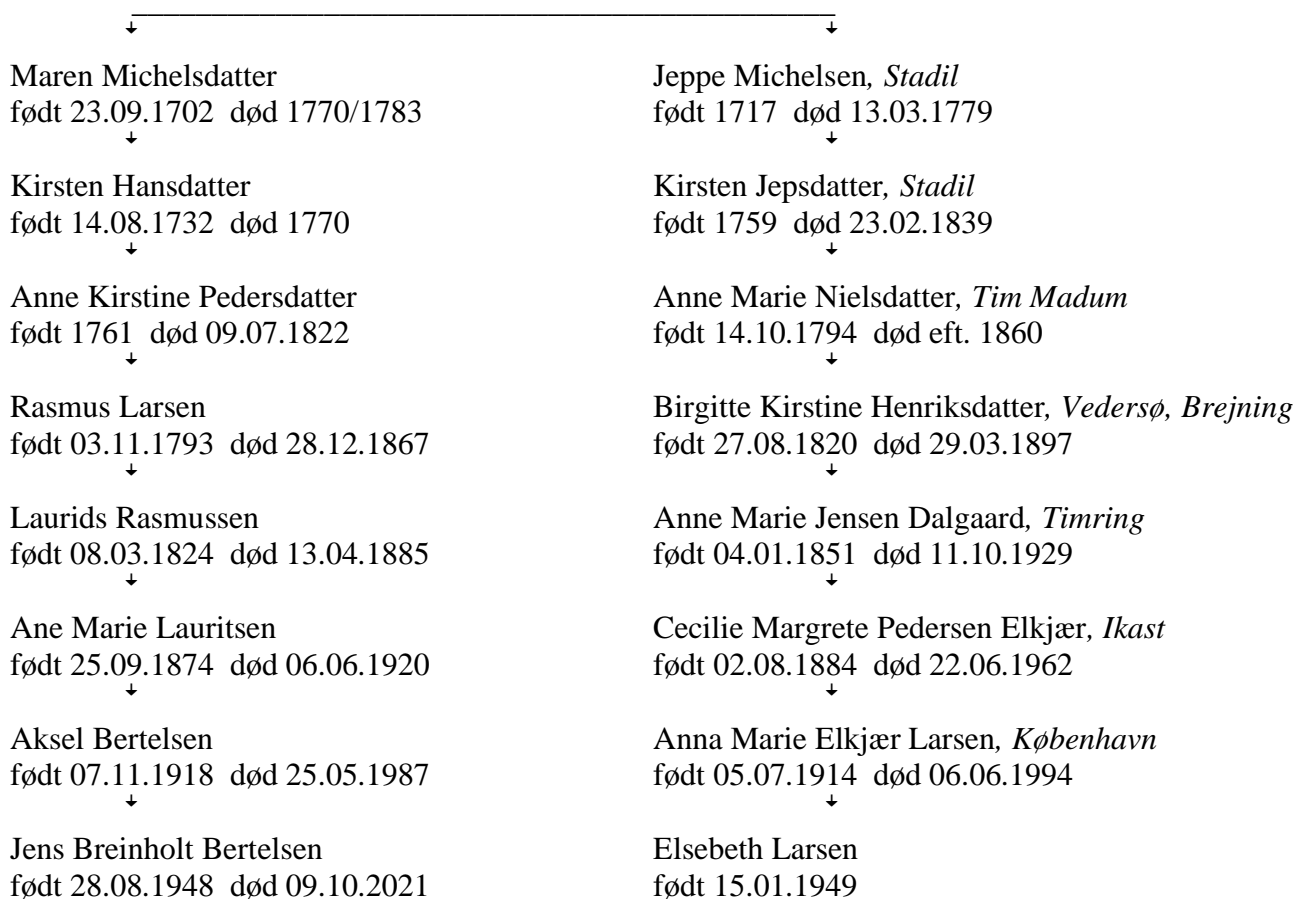 Maren Michelsdatter
født 23.09.1702 død 1770/1783
Kirsten Hansdatter
født 14.08.1732 død 1770
Anne Kirstine Pedersdatter
født 1761 død 09.07.1822
Rasmus Larsen
født 03.11.1793 død 28.12.1867
Laurids Rasmussen
født 08.03.1824 død 13.04.1885
Ane Marie Lauritsen
født 25.09.1874 død 06.06.1920
Aksel Bertelsen
født 07.11.1918 død 25.05.1987
Jens Breinholt Bertelsen
født 28.08.1948 død 09.10.2021
Jeppe Michelsen, Stadil
født 1717 død 13.03.1779
Kirsten Jepsdatter, Stadil
født 1759 død 23.02.1839
Anne Marie Nielsdatter, Tim Madum
født 14.10.1794 død eft. 1860
Birgitte Kirstine Henriksdatter, Vedersø, Brejning
født 27.08.1820 død 29.03.1897
Anne Marie Jensen Dalgaard, Timring
født 04.01.1851 død 11.10.1929
Cecilie Margrete Pedersen Elkjær, Ikast
født 02.08.1884 død 22.06.1962
Anna Marie Elkjær Larsen, København
født 05.07.1914 død 06.06.1994
Elsebeth Larsen
født 15.01.1949